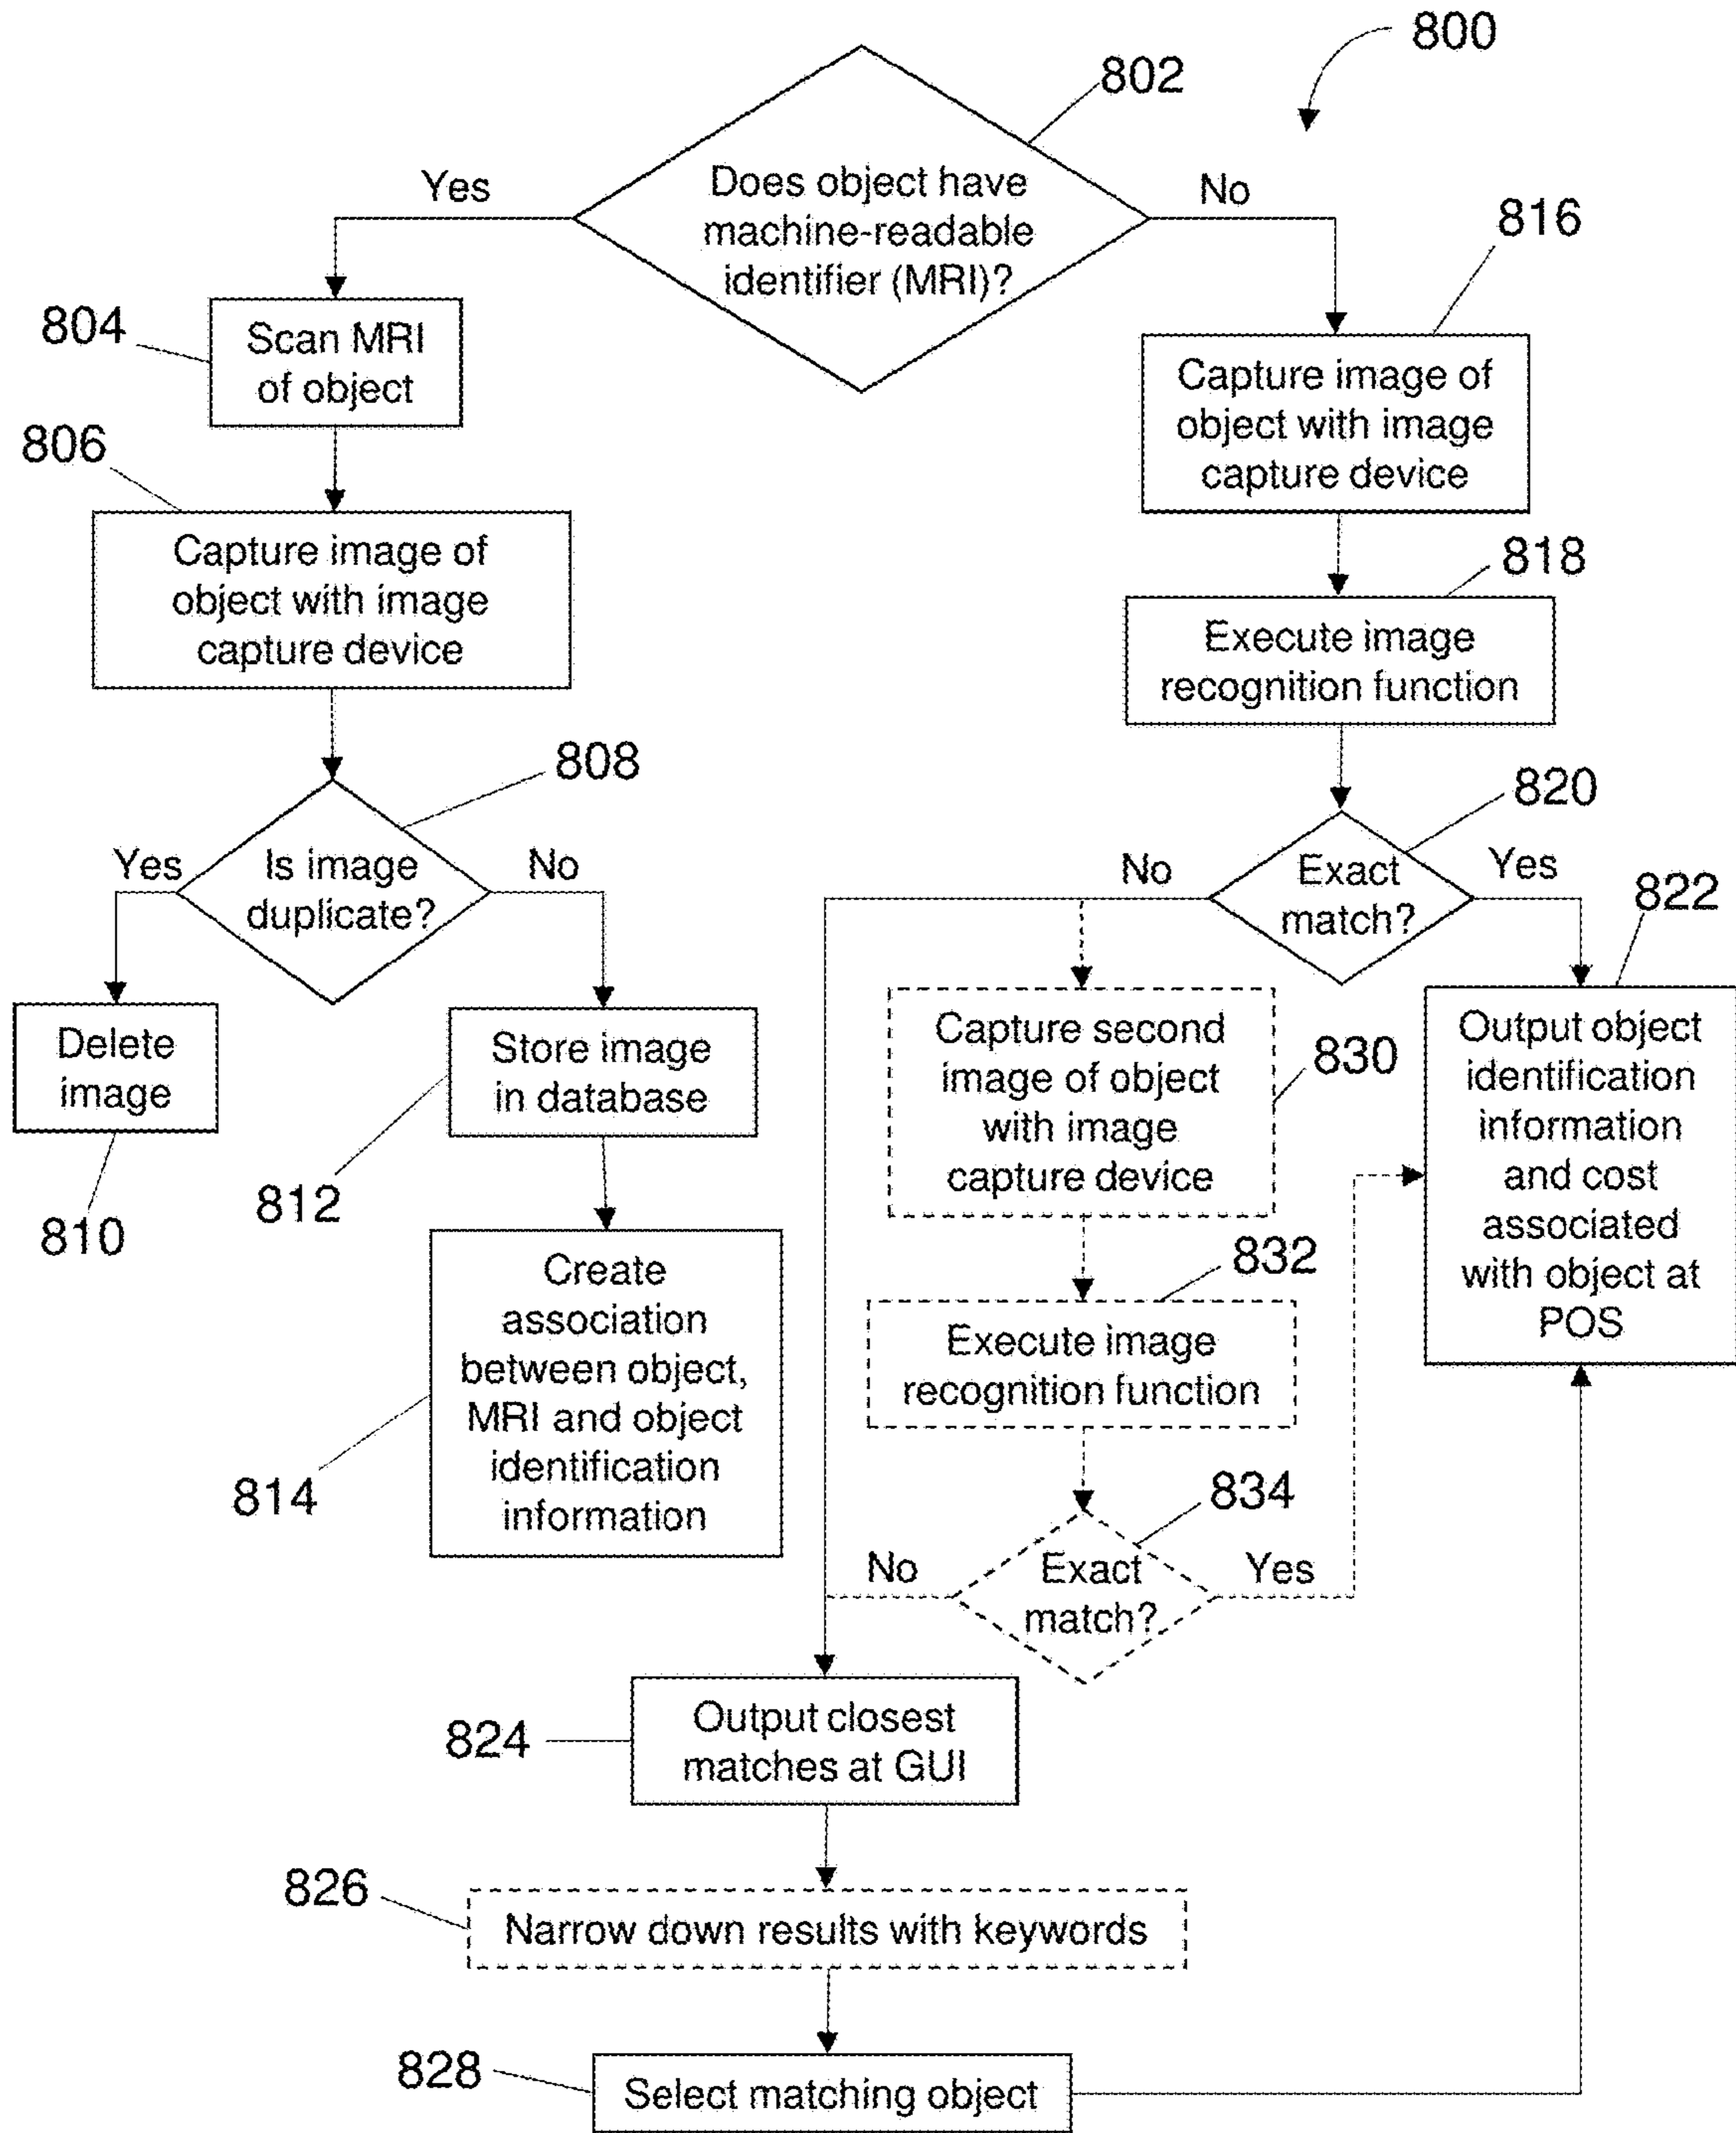 800
802
Does object have
machine-readable
identifier (MRI)?
Yes
No
804
Scan MRI
of object
816
Capture image of
object with image
capture device
806
Capture image of
object with image
capture device
818
Execute image
recognition function
808
Is image
duplicate?
Yes
No
820
Exact
match?
No
Yes
822
Output object
identification
information
and cost
associated
with object at
POS
Delete
image
810
Store image
in database
812
Capture second
image of object
with image
capture device
830
Create
association
between object,
MRI and object
identification
information
814
832
Execute image
recognition function
834
Exact
match?
No
Yes
824
Output closest
matches at GUI
826
Narrow down results with keywords
828
Select matching object